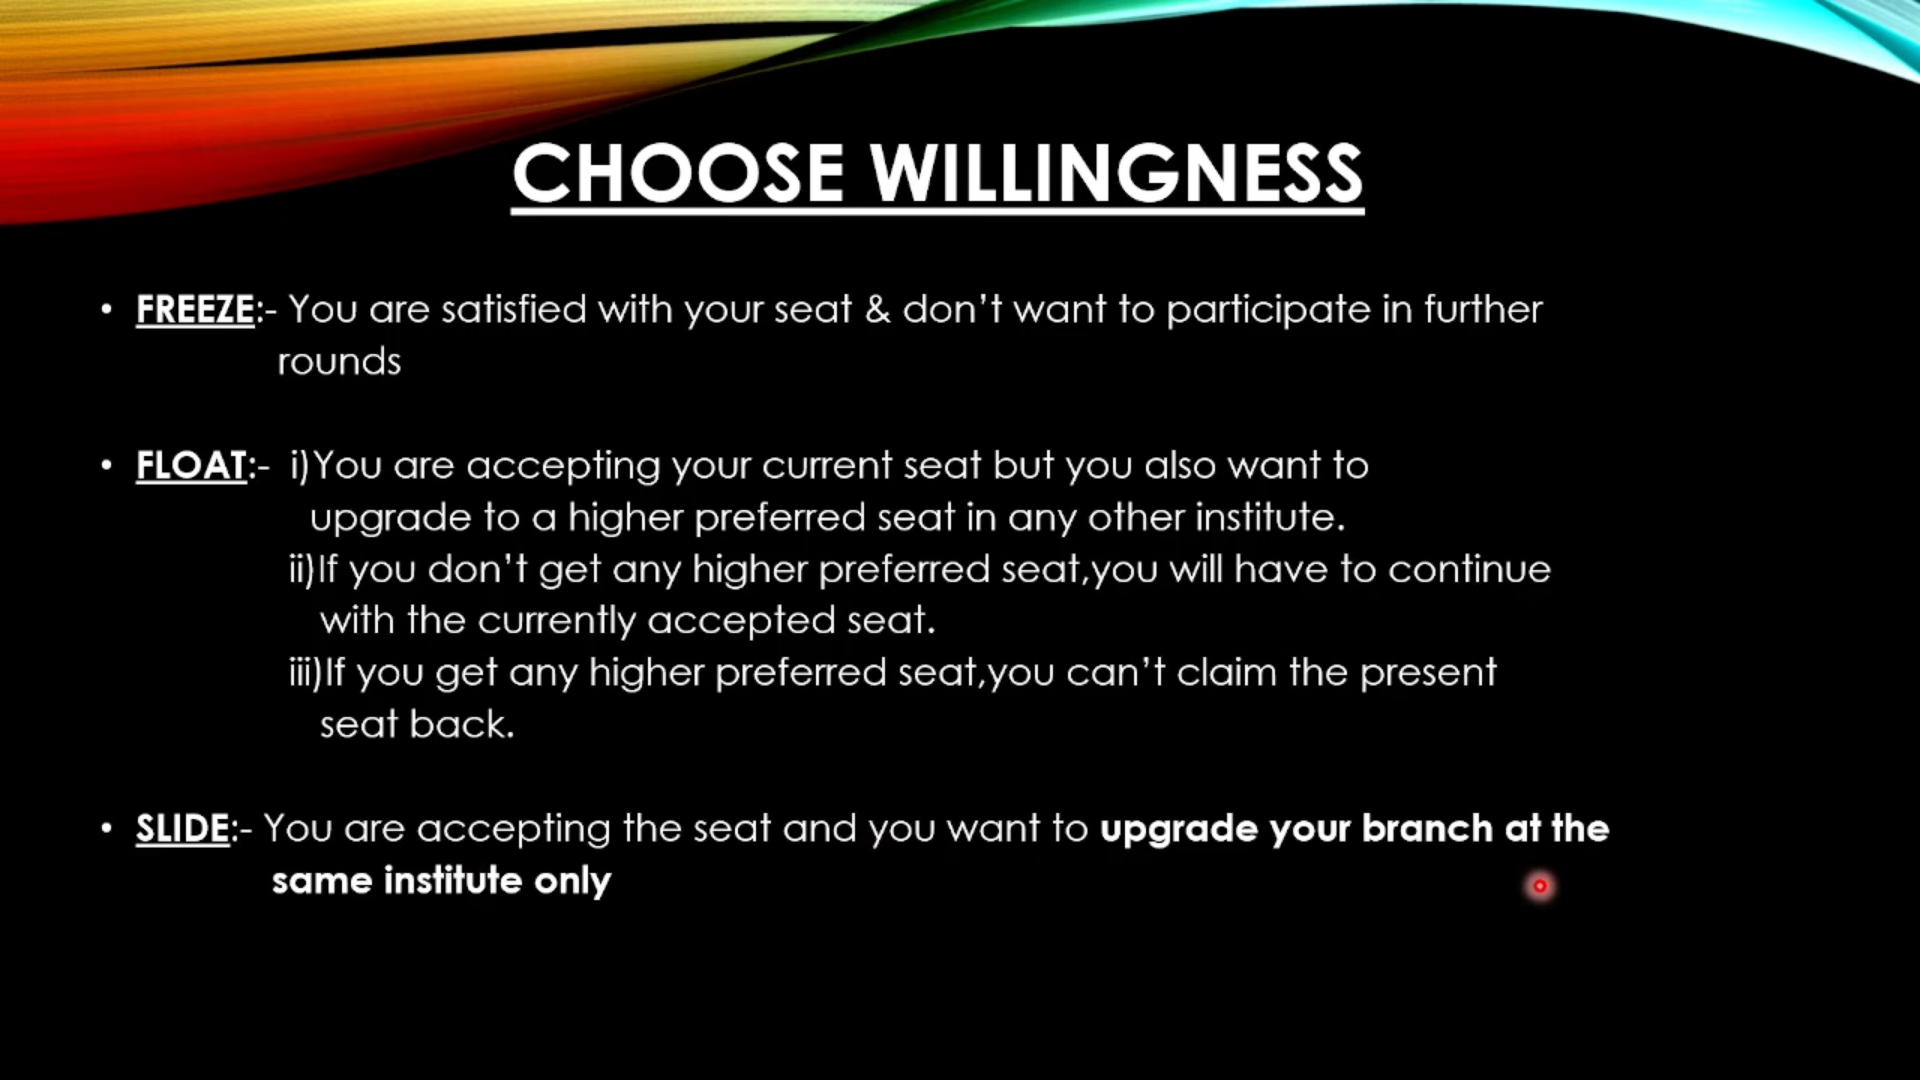 CHOOSE WILLINGNESS
• FREEZE:- You are satisfied with your seat & don’t want to participate in further
rounds
• FLOAT:- i)You are accepting your current seat but you also want to
upgrade to a higher preferred seat in any other institute.
ii)If you don’t get any higher preferred seat,you will have to continue
with the currently accepted seat.
iii)If you get any higher preferred seat,you can’t claim the present
seat back.
• SLIDE:- You are accepting the seat and you want to upgrade your branch at the
same institute only